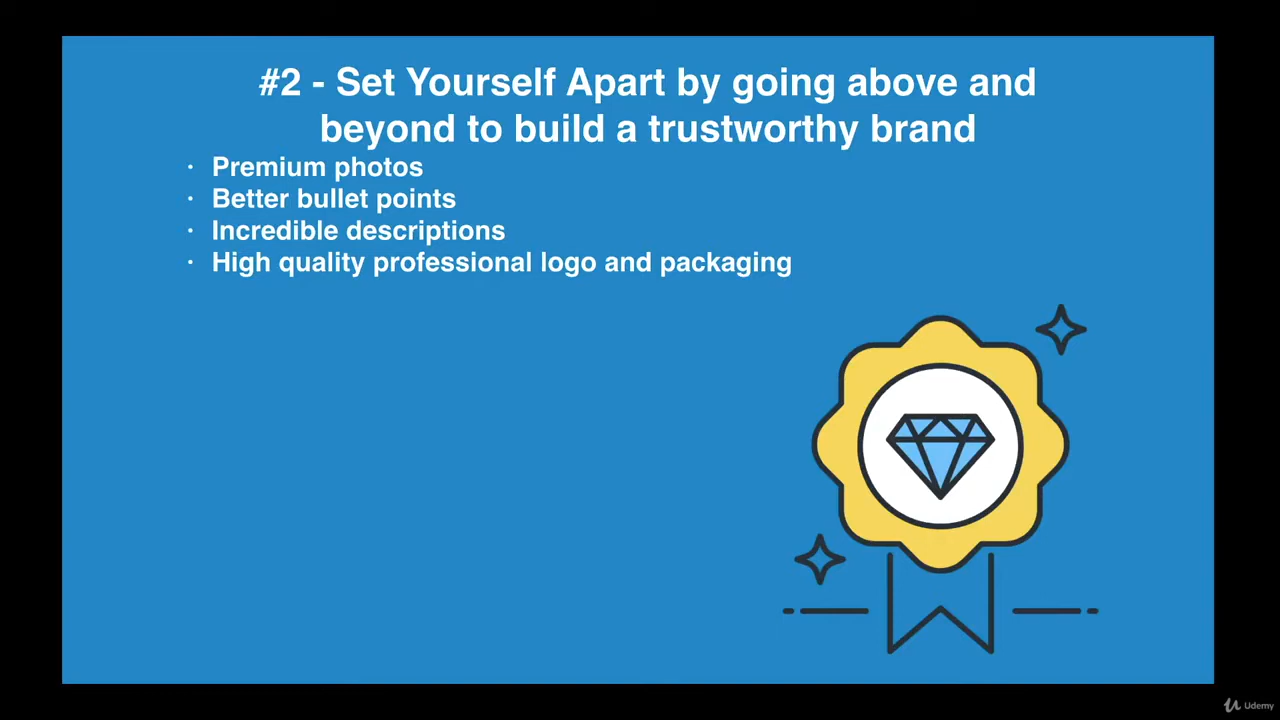 #2 - Set Yourself Apart by going above and
beyond to build a trustworthy brand
· Premium photos
· Better bullet points
· Incredible descriptions
· High quality professional logo and packaging
Udemy